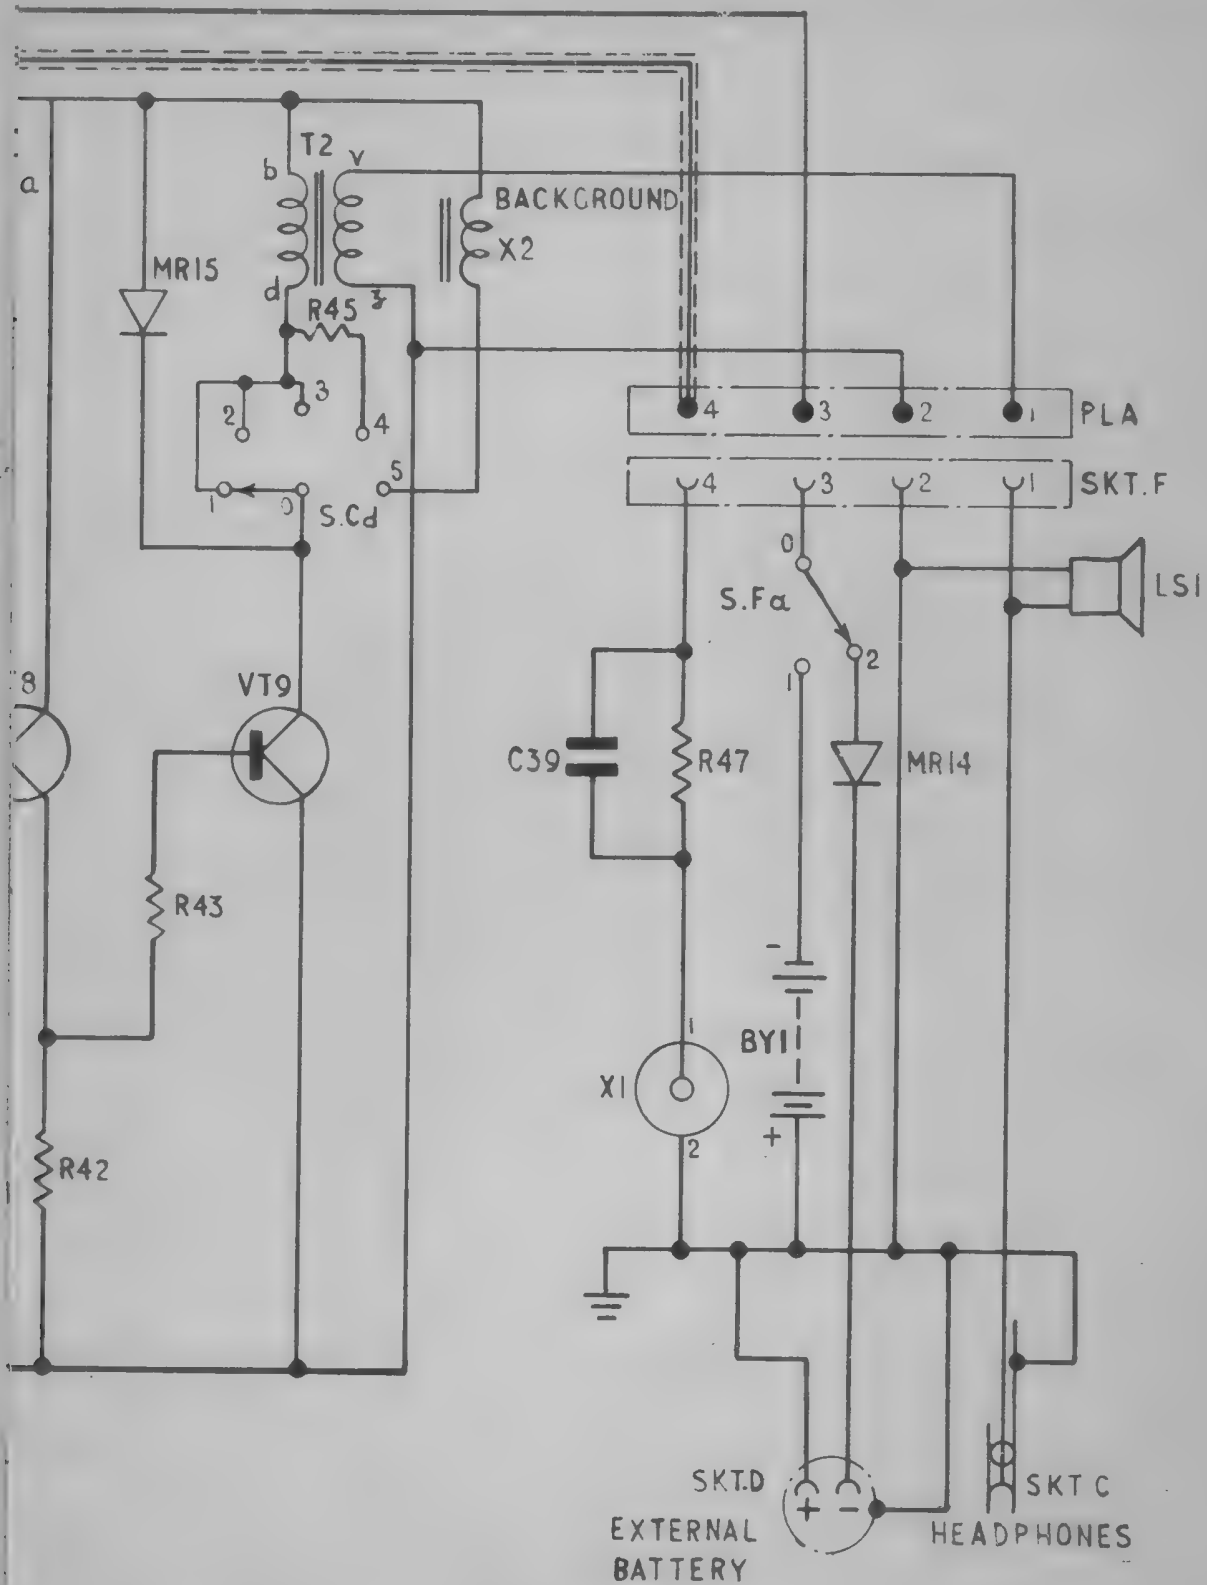 T2
b
v
a
BACKGROUND
X2
MR15
d
z
R45
3
2
4
4
3
2
1
PLA
5
1
0
S.Cd
4
3
2
1
SKT.F
0
S.Fa
LS1
2
1
8
VT9
C39
R47
MR14
R43
-
1
BY1
X1
+
2
R42
SKT.D
+ -
SKT C
EXTERNAL
BATTERY
HEADPHONES